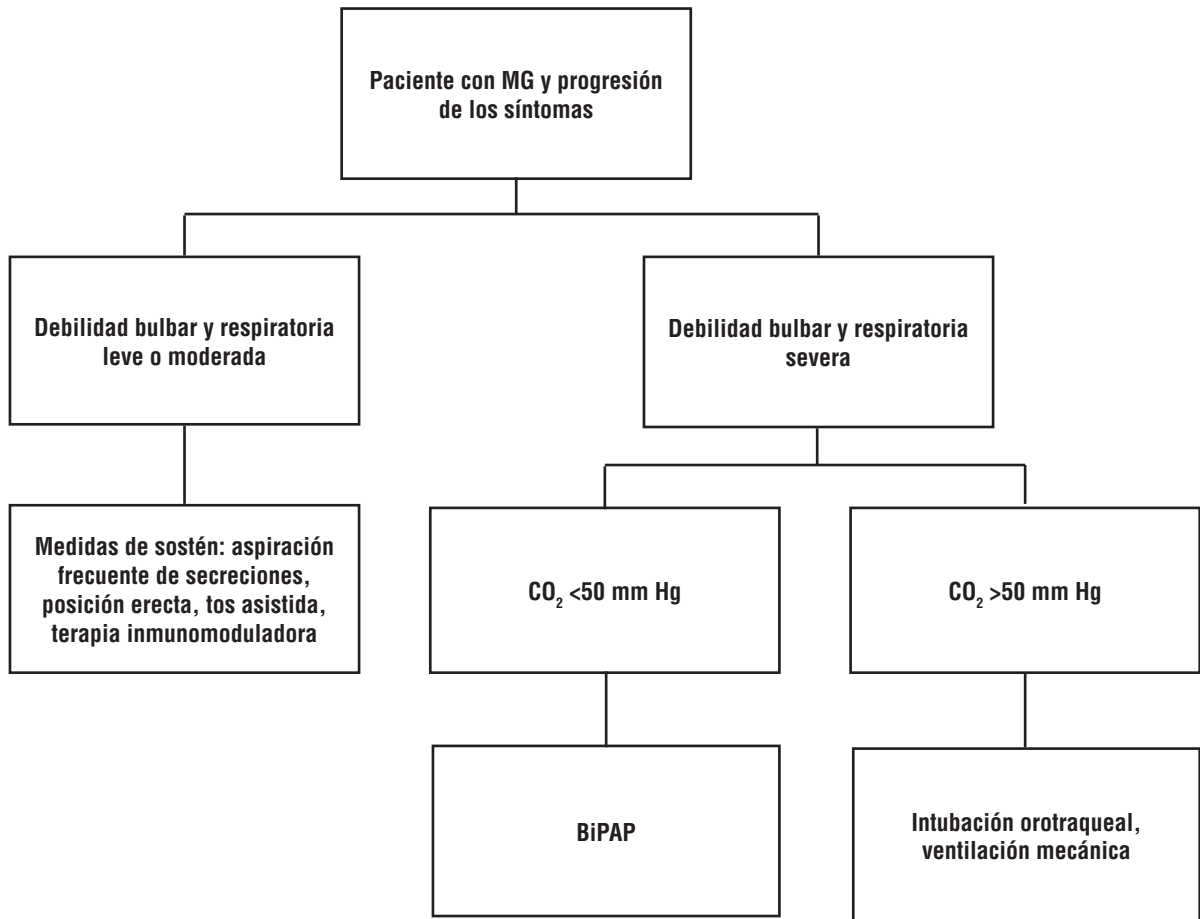 Paciente con MG y progresión
de los síntomas
Debilidad bulbar y respiratoria
leve o moderada
Debilidad bulbar y respiratoria
severa
Medidas de sostén: aspiración
frecuente de secreciones,
posición erecta, tos asistida,
terapia inmunomoduladora
CO₂ <50 mm Hg
CO₂ >50 mm Hg
BiPAP
Intubación orotraqueal,
ventilación mecánica